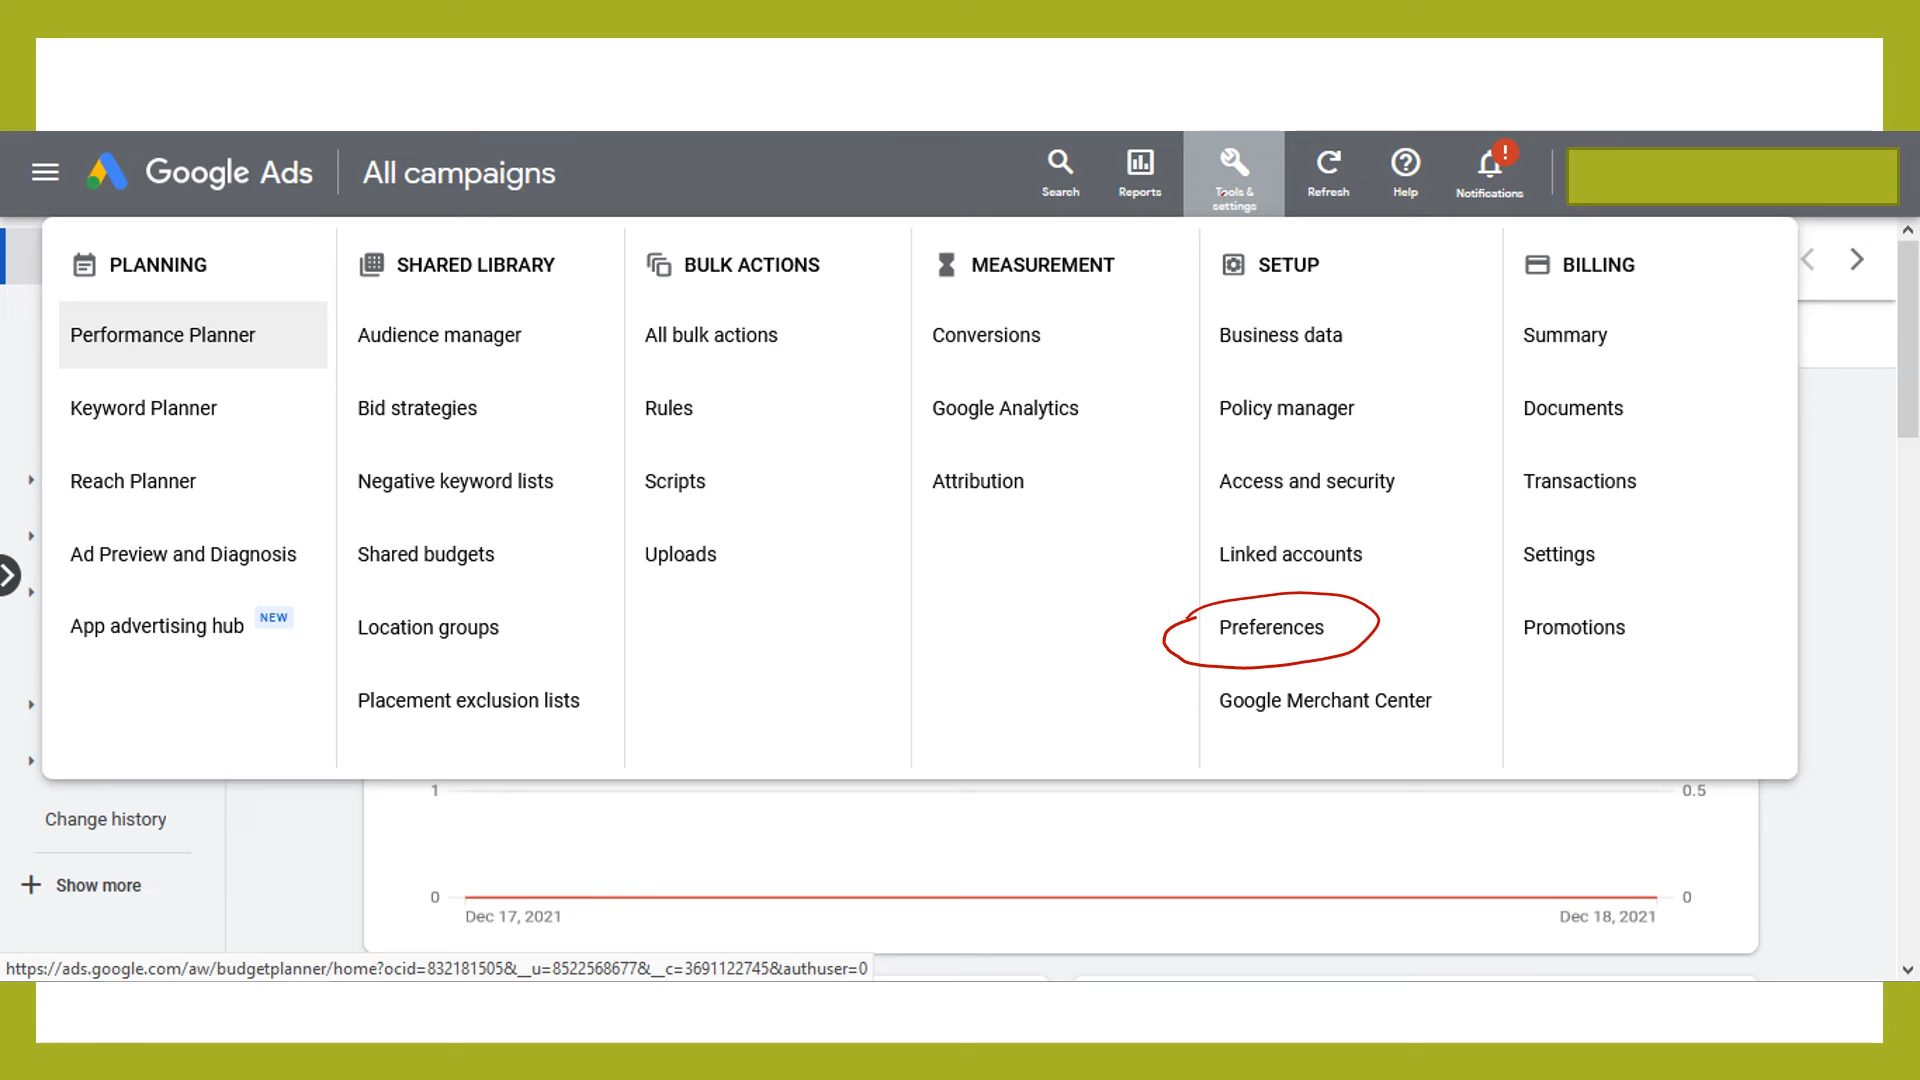 Google Ads
All campaigns
Search
Reports
Tools &
settings
Refresh
Help
!
Notifications
PLANNING
Performance Planner
Keyword Planner
Reach Planner
Ad Preview and Diagnosis
App advertising hub NEW
SHARED LIBRARY
Audience manager
Bid strategies
Negative keyword lists
Shared budgets
Location groups
Placement exclusion lists
BULK ACTIONS
All bulk actions
Rules
Scripts
Uploads
MEASUREMENT
Conversions
Google Analytics
Attribution
SETUP
Business data
Policy manager
Access and security
Linked accounts
Preferences
Google Merchant Center
BILLING
Summary
Documents
Transactions
Settings
Promotions
Change history
Show more
1
0.5
0
0
Dec 17, 2021
Dec 18, 2021
https://ads.google.com/aw/budgetplanner/home?ocid=832181505&__u=8522568677&__c=3691122745&authuser=0